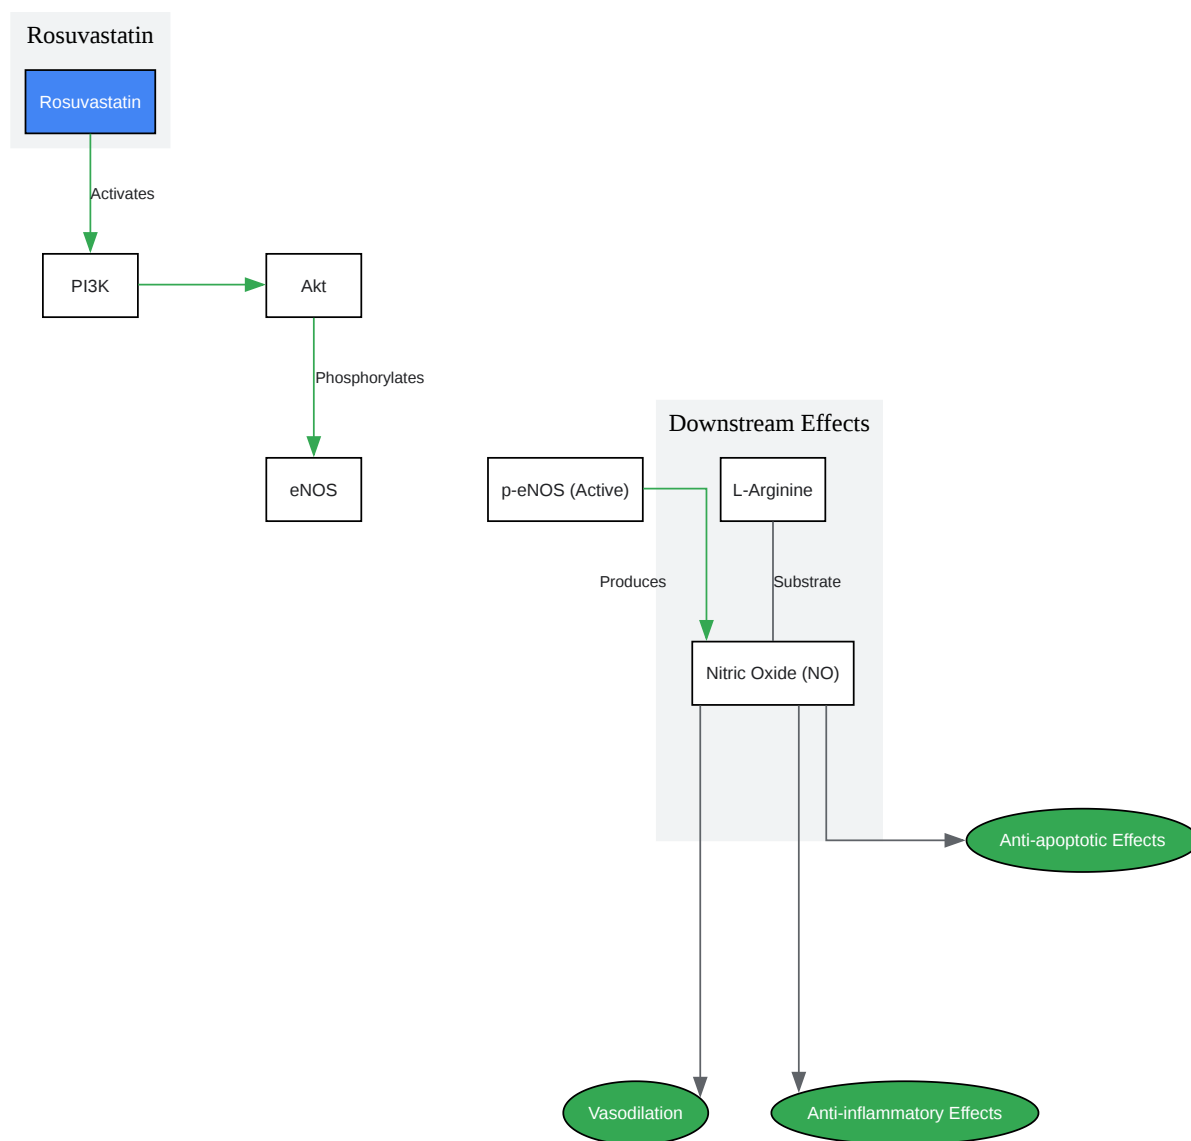 Rosuvastatin
Rosuvastatin
Activates
PI3K
Akt
Phosphorylates
Downstream Effects
eNOS
p-eNOS (Active)
L-Arginine
Produces
Substrate
Nitric Oxide (NO)
Anti-apoptotic Effects
Vasodilation
Anti-inflammatory Effects